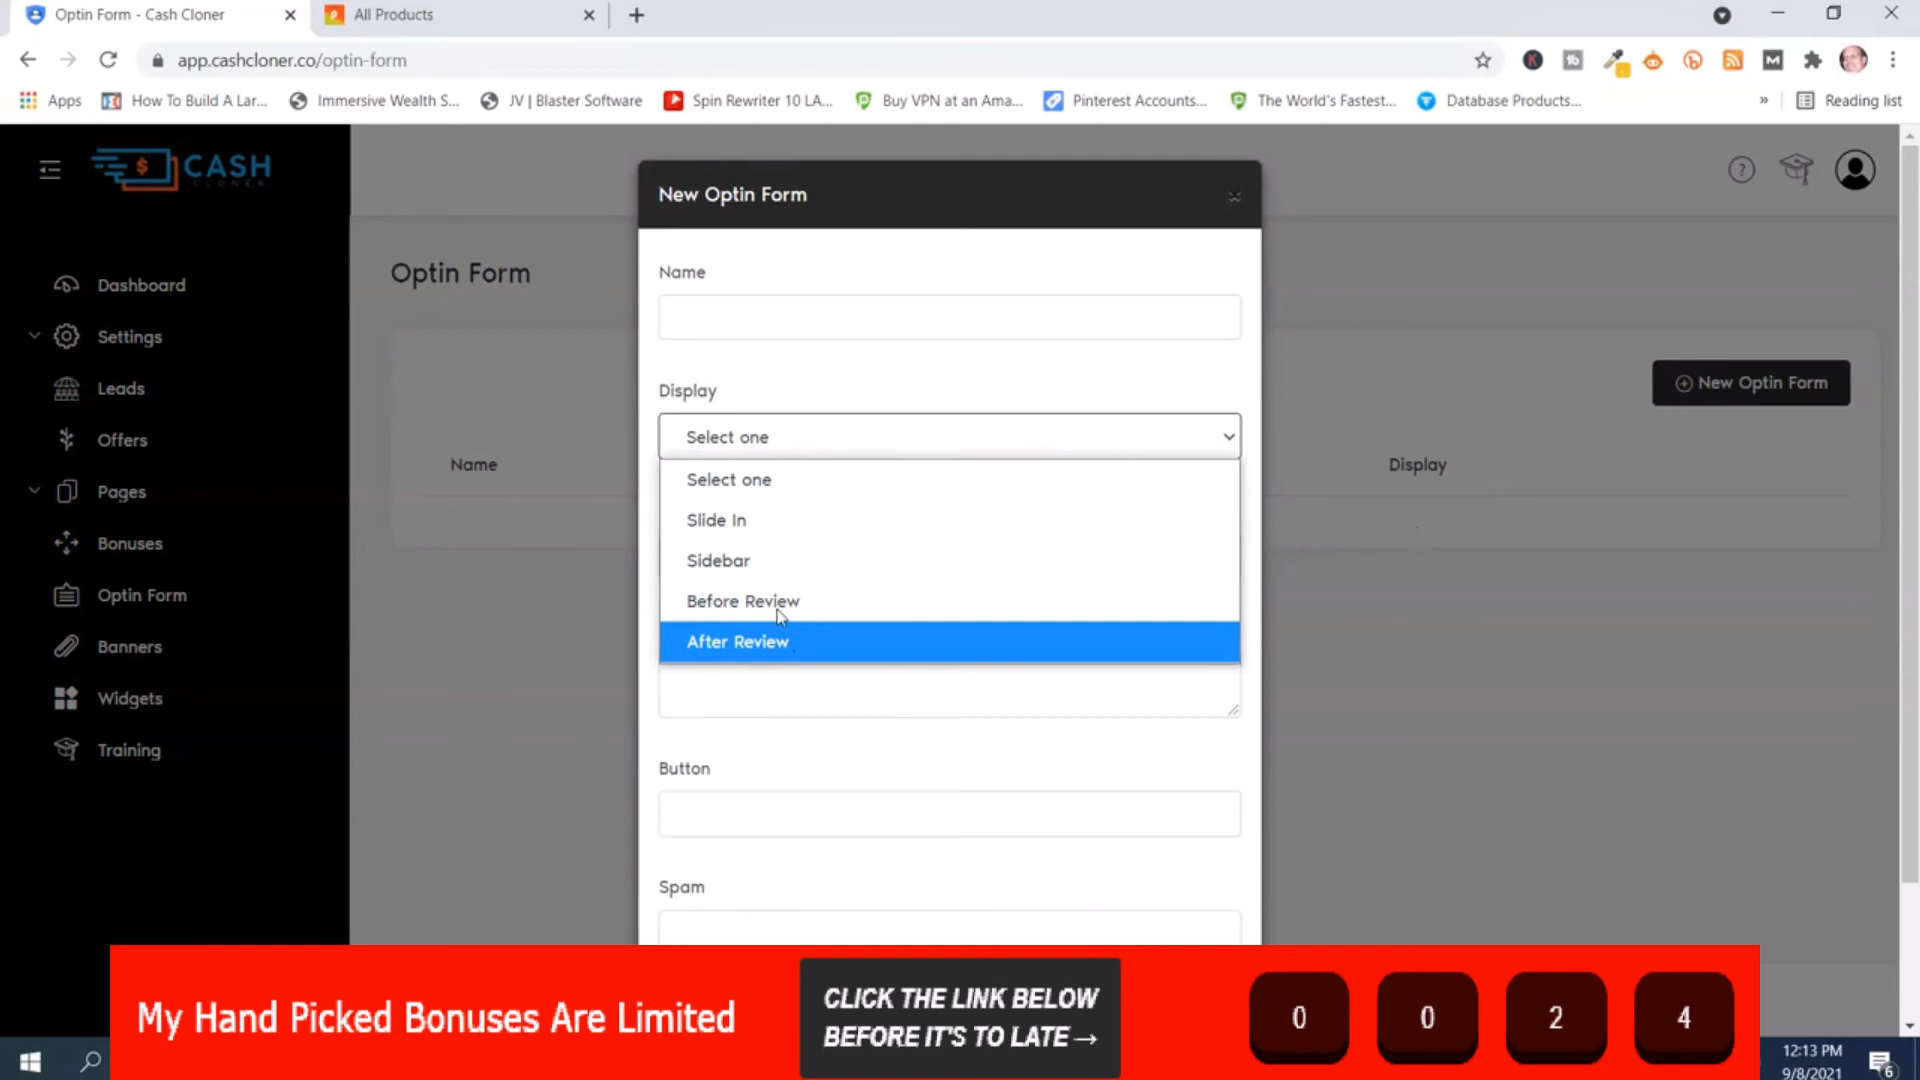 Optin Form - Cash Cloner
All Products
app.cashcloner.co/optin-form
Apps
How To Build A Lar...
Immersive Wealth S...
JV | Blaster Software
Spin Rewriter 10 LA...
Buy VPN at an Ama...
Pinterest Accounts...
The World's Fastest...
Database Products...
»
Reading list
CASH
CLONER
New Optin Form
Optin Form
Dashboard
Settings
Leads
Offers
Pages
Bonuses
Optin Form
Banners
Widgets
Training
Name
Display
Select one
Select one
Slide In
Sidebar
Before Review
After Review
Button
Spam
New Optin Form
Name
Display
My Hand Picked Bonuses Are Limited
CLICK THE LINK BELOW
BEFORE IT'S TO LATE →
0 0 2 4
12:13 PM
9/8/2021
6